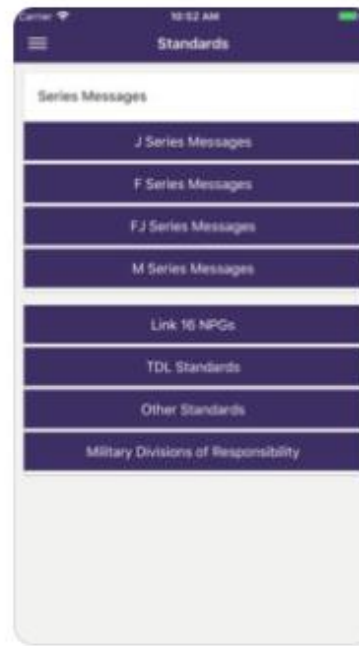 Carrier 10:52 AM
Standards
Series Messages
J Series Messages
F Series Messages
FJ Series Messages
M Series Messages
Link 16 NPGs
TDL Standards
Other Standards
Military Divisions of Responsibility